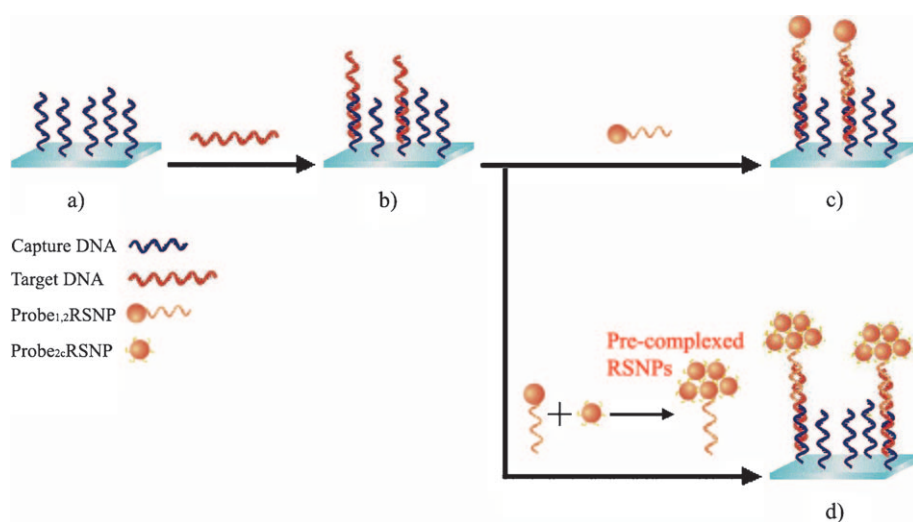 a)
b)
c)
Capture DNA
Target DNA
Probe1,2RSNP
Probe2cRSNP
Pre-complexed
RSNPs
+
d)